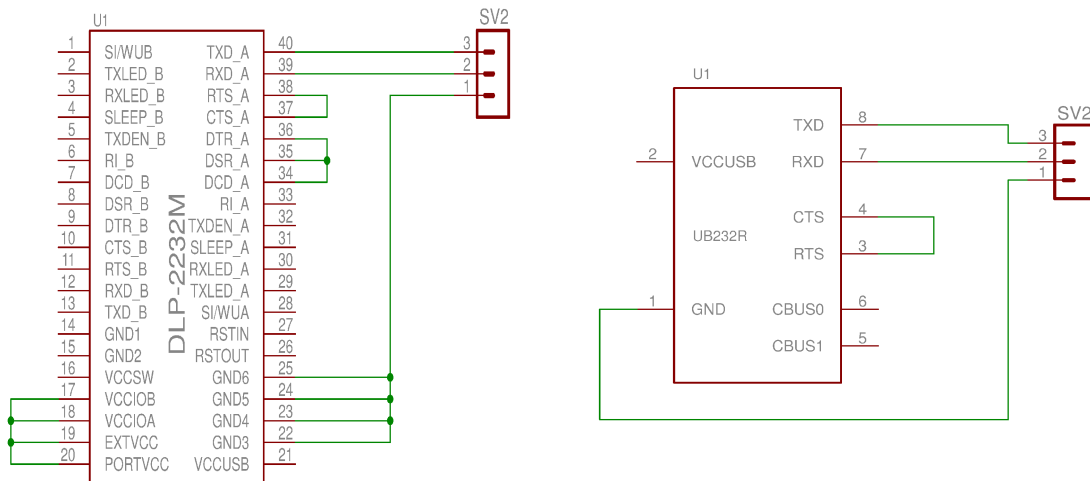 U1
SV2
1 SI/WUB TXD_A 40 3
2 TXLED_B RXD_A 39 2
3 RXLED_B RTS_A 38 1
4 SLEEP_B CTS_A 37
5 TXDEN_B DTR_A 36
6 RI_B DSR_A 35
7 DCD_B DCD_A 34
8 DSR_B RI_A 33
9 DTR_B TXDEN_A 32
10 CTS_B SLEEP_A 31
11 RTS_B RXLED_A 30
12 RXD_B TXLED_A 29
13 TXD_B SI/WUA 28
14 GND1 RSTIN 27
15 GND2 RSTOUT 26
16 VCCSW GND6 25
17 VCCIOB GND5 24
18 VCCIOA GND4 23
19 EXTVCC GND3 22
20 PORTVCC VCCUSB 21
DLP-2232M
U1
SV2
TXD 8 3
2 VCCUSB RXD 7 2
1
CTS 4
UB232R
RTS 3
1 GND CBUS0 6
CBUS1 5